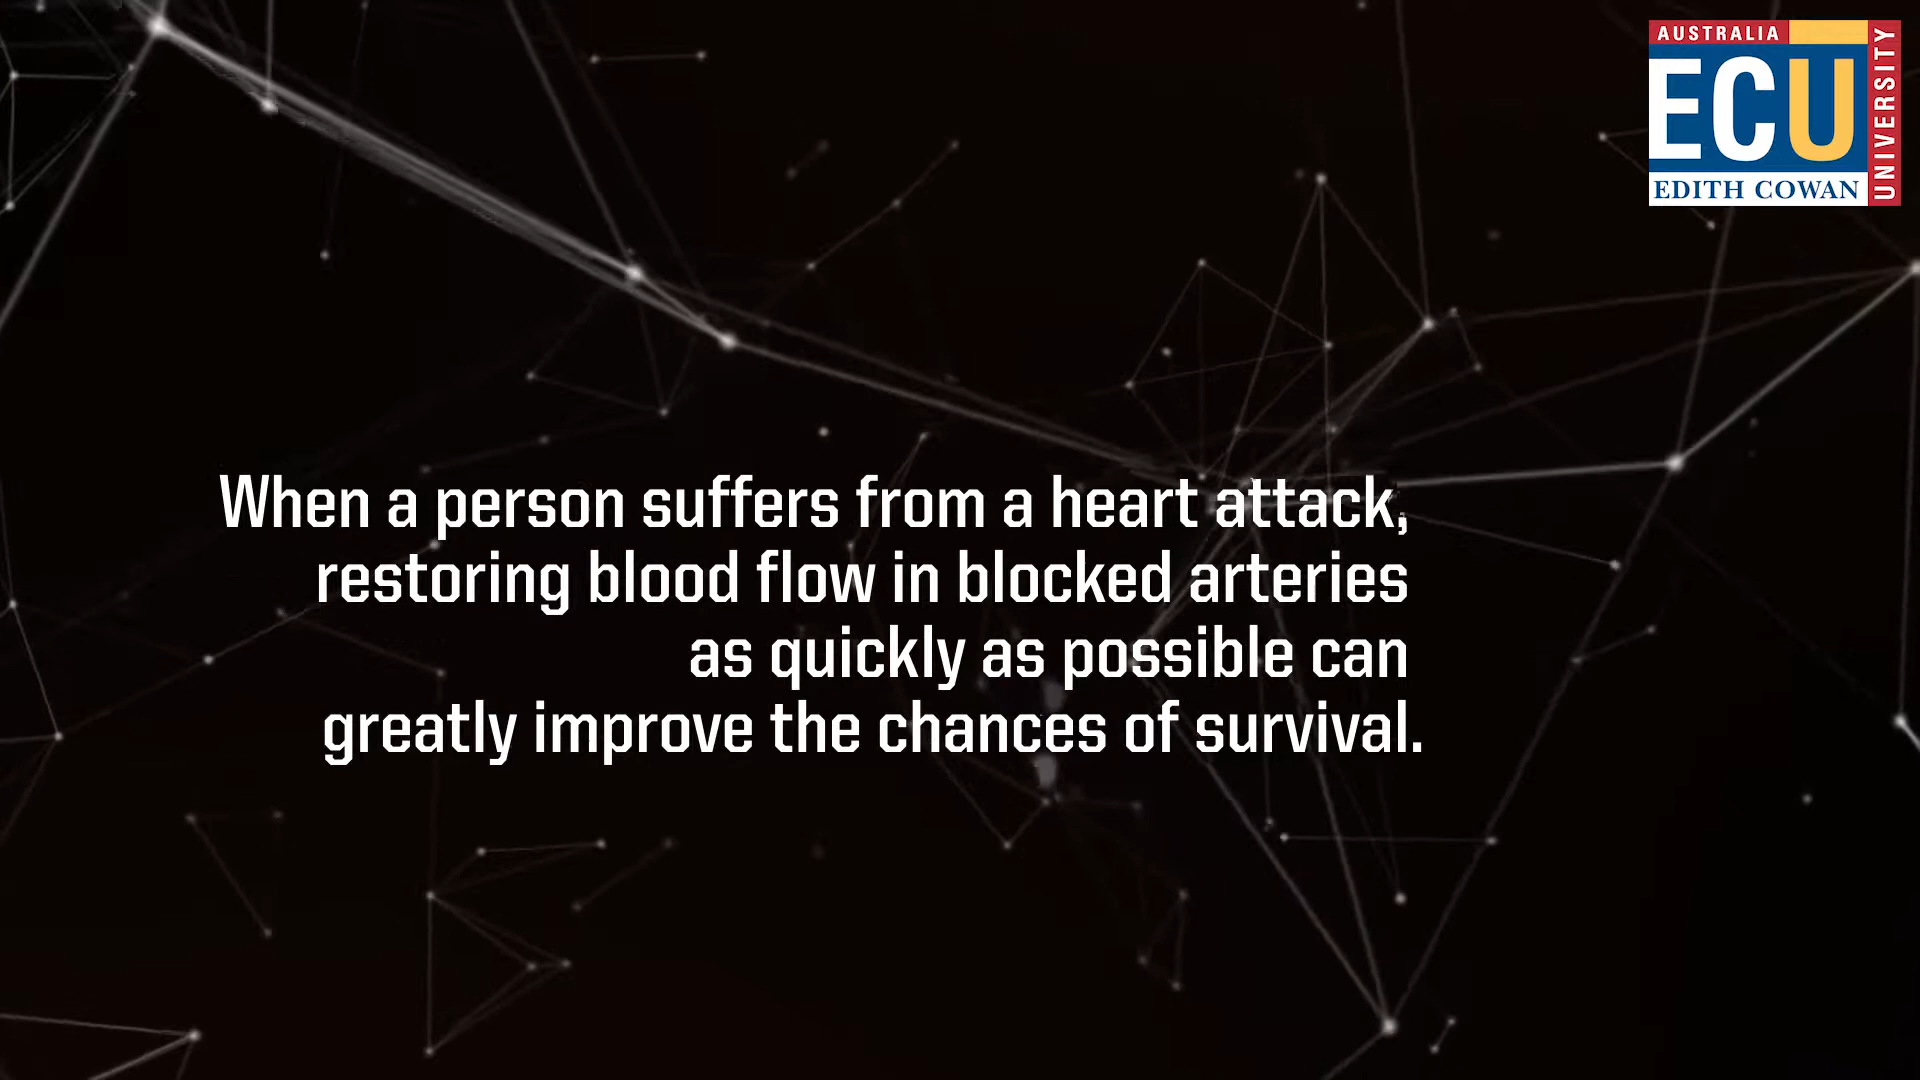 AUSTRALIA
ECU
EDITH COWAN
UNIVERSITY
When a person suffers from a heart attack,
restoring blood flow in blocked arteries
as quickly as possible can
greatly improve the chances of survival.